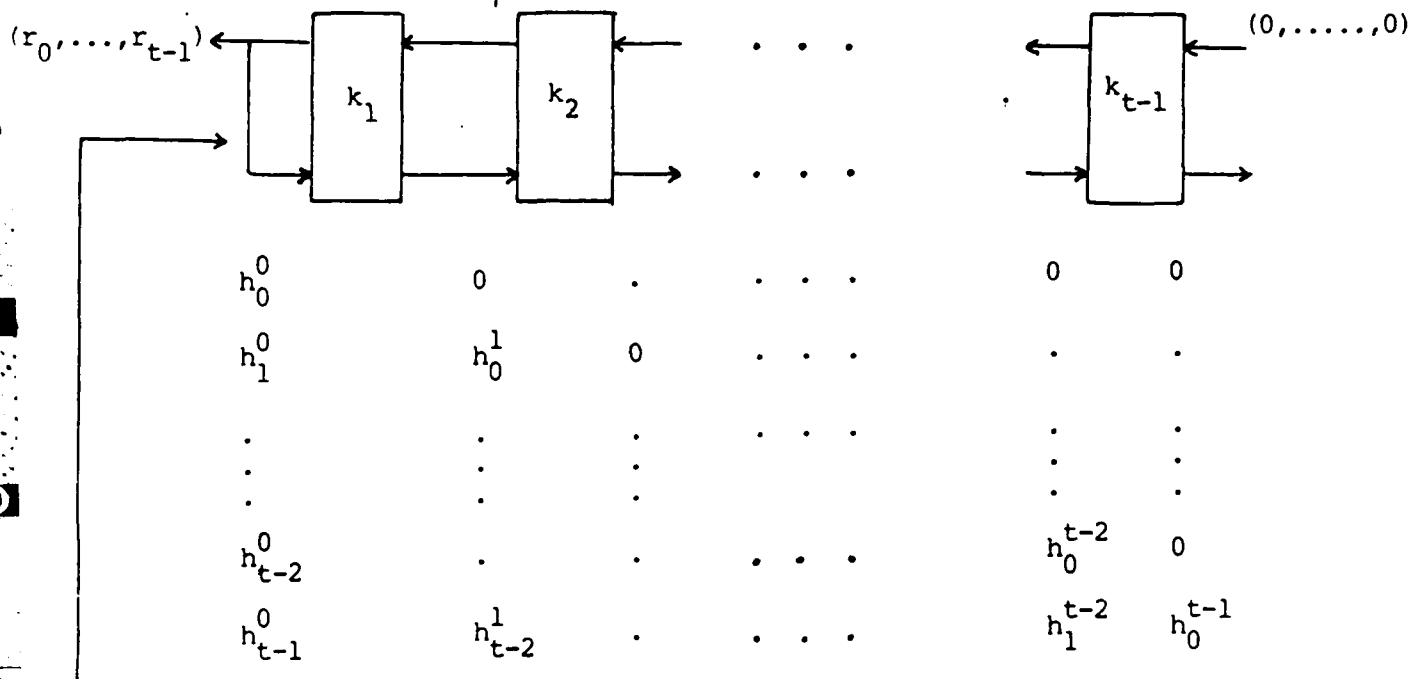 (r_0,...,r_{t-1}) (0,.....,0)
k_1 k_2 . . . k_{t-1}
. . .
h_0^0 0 . . . . 0 0
h_1^0 h_0^1 0 . . . . .
. . . . . . . .
. . . . .
. . . . .
h_{t-2}^0 . . . . . h_0^{t-2} 0
h_{t-1}^0 h_{t-2}^1 . . . . h_1^{t-2} h_0^{t-1}